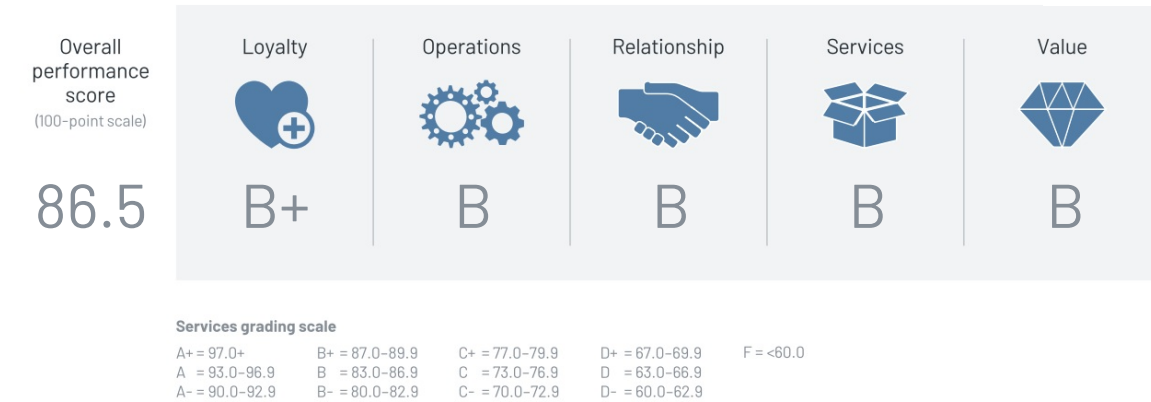 Overall
performance
score
(100-point scale)
86.5
Loyalty
B+
Operations
B
Relationship
B
Services
B
Value
B
Services grading scale
A+ = 97.0+
A = 93.0–96.9
A- = 90.0–92.9
B+ = 87.0–89.9
B = 83.0–86.9
B- = 80.0–82.9
C+ = 77.0–79.9
C = 73.0–76.9
C- = 70.0–72.9
D+ = 67.0–69.9
D = 63.0–66.9
D- = 60.0–62.9
F = <60.0